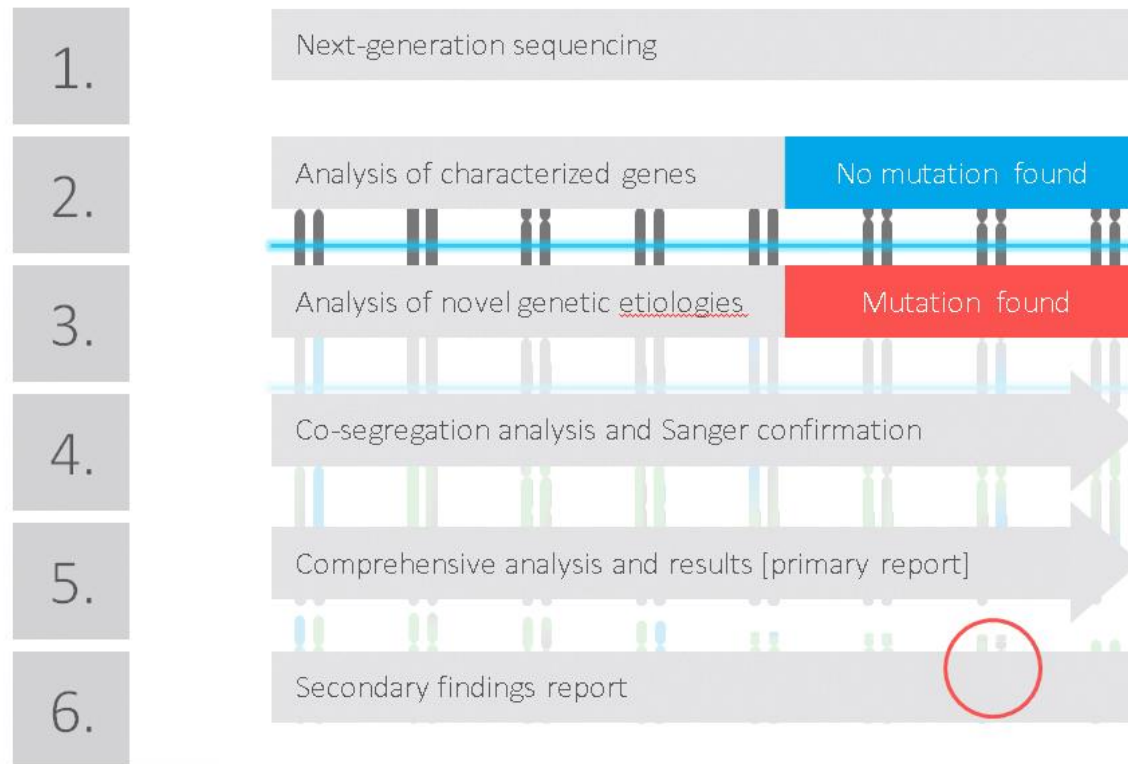 1.
Next-generation sequencing
2.
Analysis of characterized genes
No mutation found
3.
Analysis of novel genetic etiologies
Mutation found
4.
Co-segregation analysis and Sanger confirmation
5.
Comprehensive analysis and results [primary report]
6.
Secondary findings report